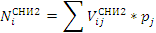 N_i^{СНИ2} = ∑ V_{ij}^{СНИ2} * p_j